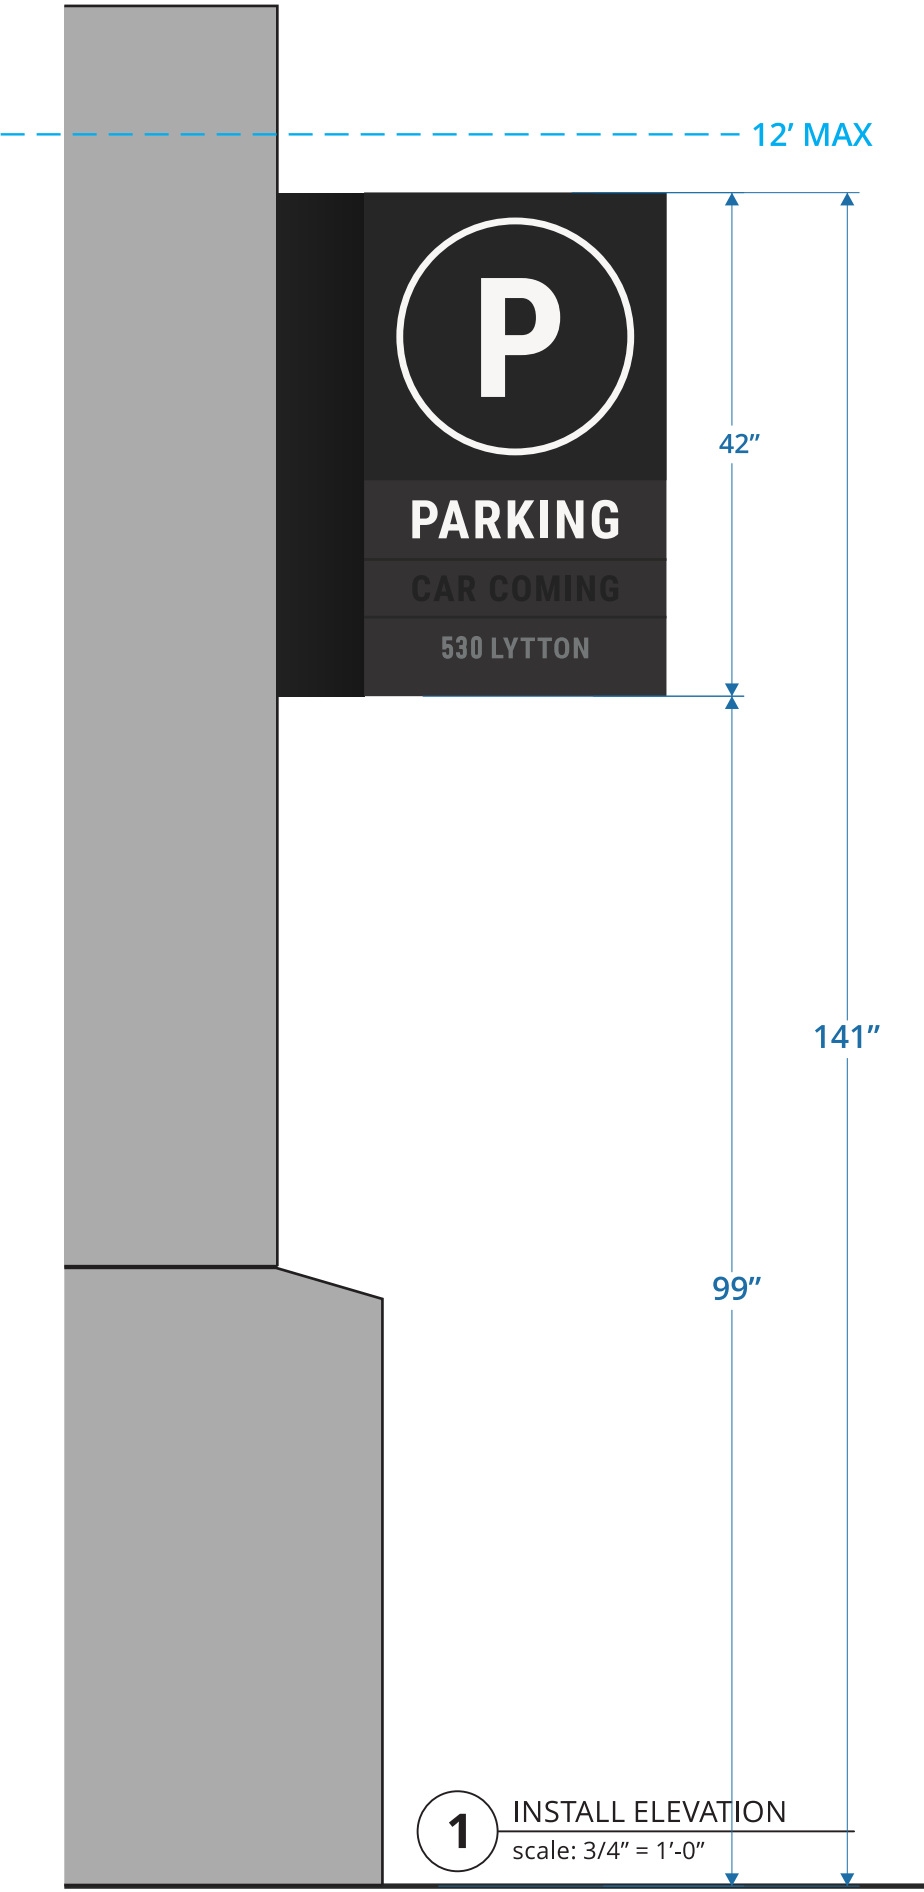 12’ MAX
P
42”
PARKING
CAR COMING
530 LYTTON
141”
99”
1
INSTALL ELEVATION
scale: 3/4” = 1’-0”